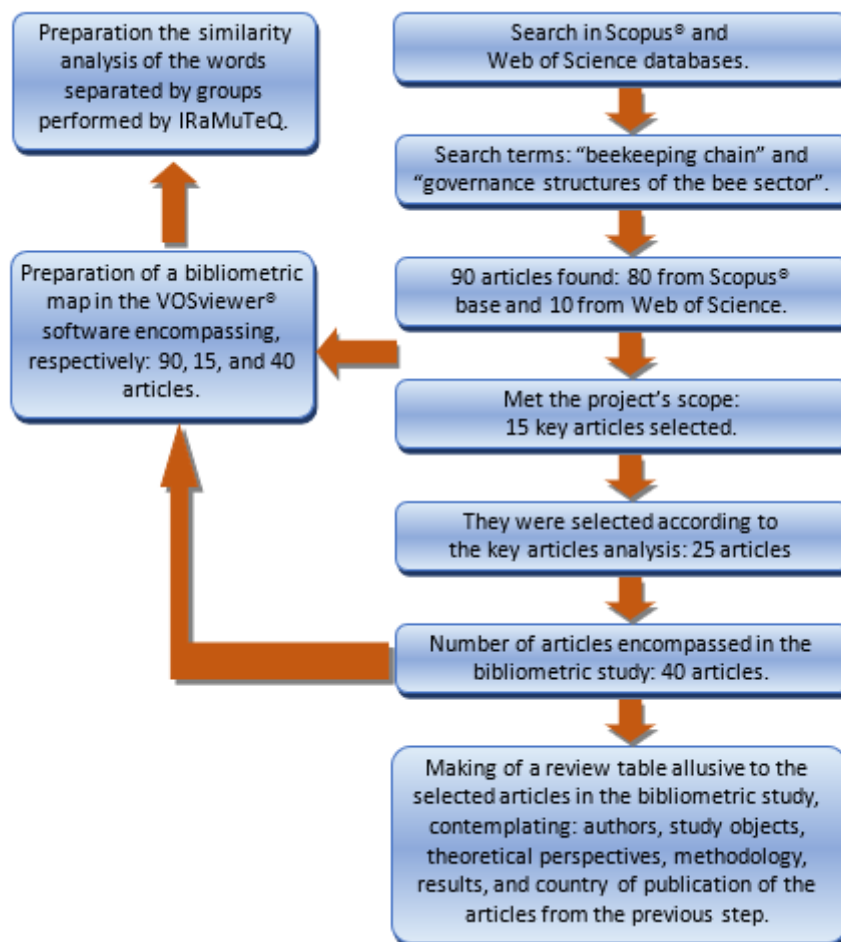 Preparation the similarity
analysis of the words
separated by groups
performed by IRaMuTeQ.
Search in Scopus® and
Web of Science databases.
Search terms: “beekeeping chain” and
“governance structures of the bee sector”.
Preparation of a bibliometric
map in the VOSviewer®
software encompassing,
respectively: 90, 15, and 40
articles.
90 articles found: 80 from Scopus®
base and 10 from Web of Science.
Met the project’s scope:
15 key articles selected.
They were selected according to
the key articles analysis: 25 articles
Number of articles encompassed in the
bibliometric study: 40 articles.
Making of a review table allusive to the
selected articles in the bibliometric study,
contemplating: authors, study objects,
theoretical perspectives, methodology,
results, and country of publication of the
articles from the previous step.